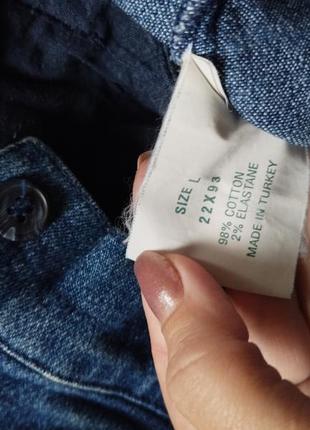 SIZE L
22X93
98% COTTON
2% ELASTANE
MADE IN TURKEY